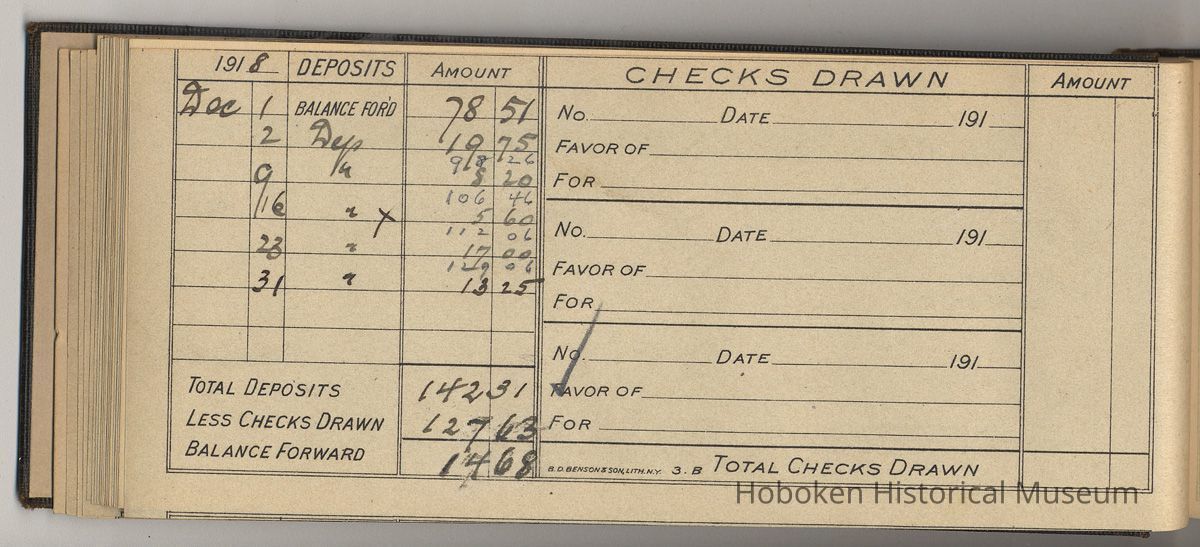 1918 DEPOSITS AMOUNT CHECKS DRAWN AMOUNT
Dec 1 BALANCE FOR'D 78 51
2 Dep 19 75
98 26
9 " 8 20
106 46
16 " X 5 60
112 06
23 " 17 00
129 06
31 " 13 25
TOTAL DEPOSITS 142 31
LESS CHECKS DRAWN 127 63
BALANCE FORWARD 14 68
NO. DATE 191
FAVOR OF
FOR
NO. DATE 191
FAVOR OF
FOR
NO. DATE 191
FAVOR OF
FOR
B.D. BENSON & SON, LITH. N.Y. 3. B TOTAL CHECKS DRAWN
Hoboken Historical Museum